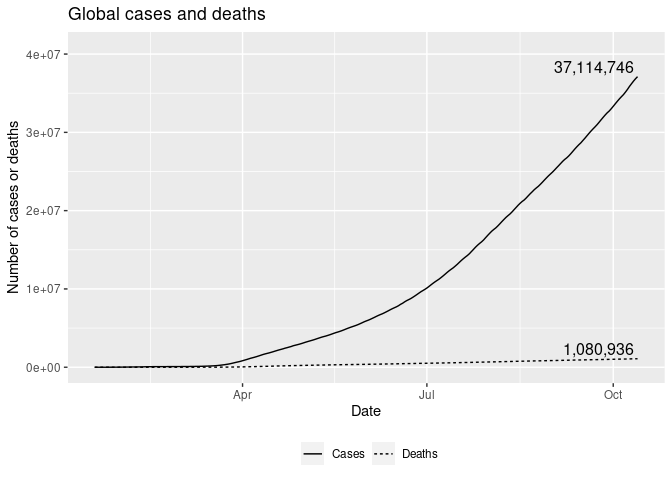 Global cases and deaths
4e+07
3e+07
2e+07
1e+07
0e+00
Number of cases or deaths
37,114,746
1,080,936
Apr Jul Oct
Date
Cases Deaths